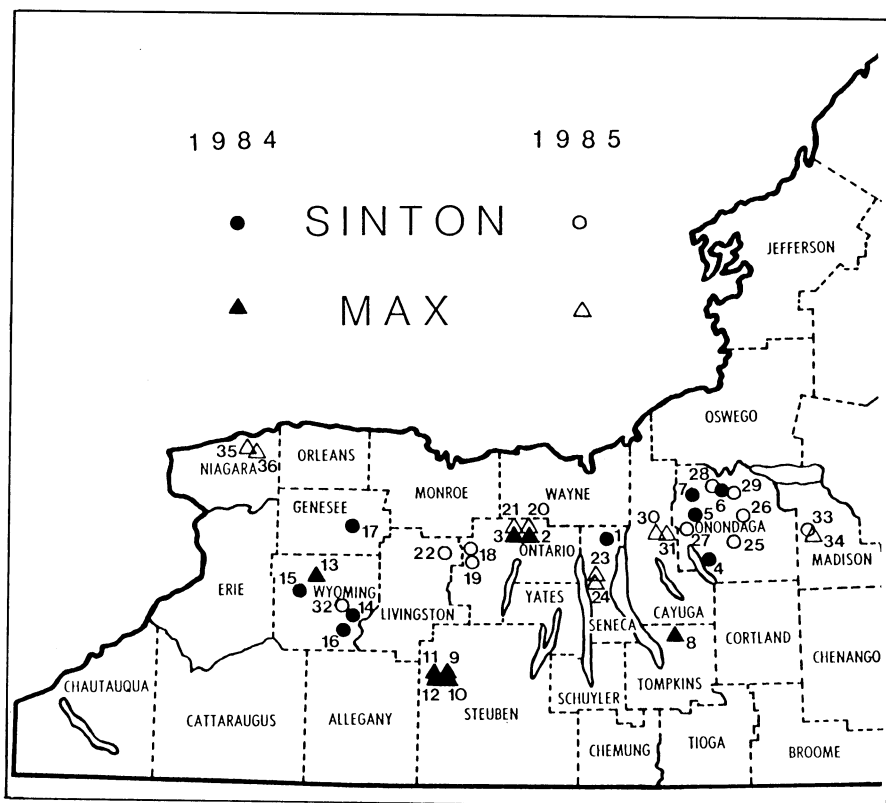 1984 1985
SINTON
MAX
JEFFERSON
OSWEGO
35
36
NIAGARA
ORLEANS
MONROE
WAYNE
GENESEE
17
21 20
3 2
ONTARIO
1
28
29
7
6
5
26
ONONDAGA
27
25
4
30
31
33
34
MADISON
22
18
19
23
24
ERIE
13
15
WYOMING
32
14
16
LIVINGSTON
YATES
SENECA
CAYUGA
CORTLAND
CHENANGO
8
TOMPKINS
11 9
12 10
STEUBEN
SCHUYLER
CHEMUNG
TIOGA
BROOME
CHAUTAUQUA
CATTARAUGUS
ALLEGANY